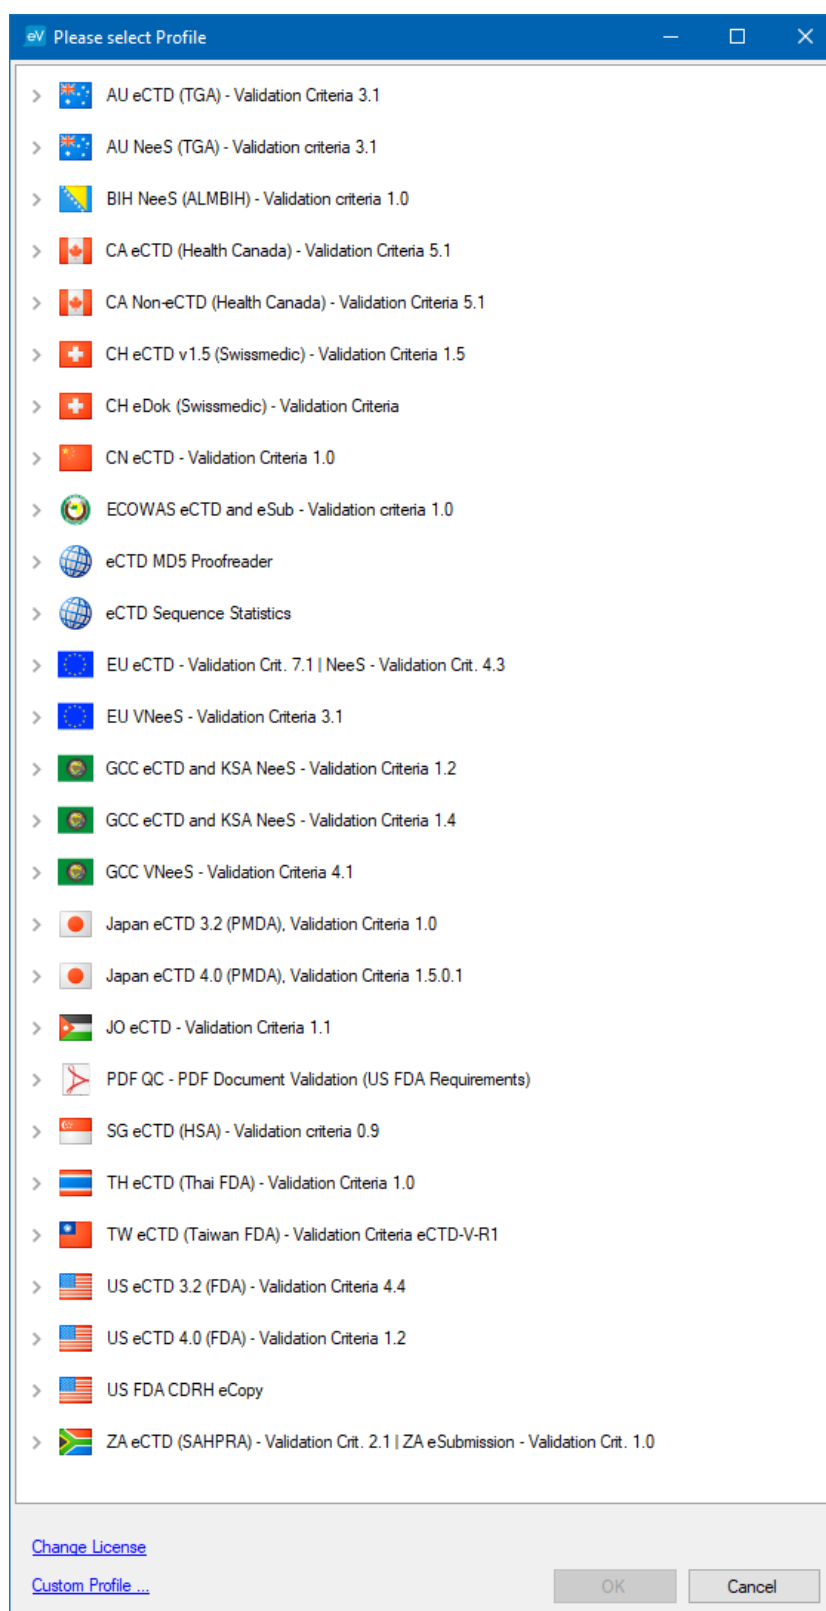 eV Please select Profile
AU eCTD (TGA) - Validation Criteria 3.1
AU NeeS (TGA) - Validation criteria 3.1
BIH NeeS (ALMBIH) - Validation criteria 1.0
CA eCTD (Health Canada) - Validation Criteria 5.1
CA Non-eCTD (Health Canada) - Validation Criteria 5.1
CH eCTD v1.5 (Swissmedic) - Validation Criteria 1.5
CH eDok (Swissmedic) - Validation Criteria
CN eCTD - Validation Criteria 1.0
ECOWAS eCTD and eSub - Validation criteria 1.0
eCTD MD5 Proofreader
eCTD Sequence Statistics
EU eCTD - Validation Crit. 7.1 | NeeS - Validation Crit. 4.3
EU VNeeS - Validation Criteria 3.1
GCC eCTD and KSA NeeS - Validation Criteria 1.2
GCC eCTD and KSA NeeS - Validation Criteria 1.4
GCC VNeeS - Validation Criteria 4.1
Japan eCTD 3.2 (PMDA), Validation Criteria 1.0
Japan eCTD 4.0 (PMDA), Validation Criteria 1.5.0.1
JO eCTD - Validation Criteria 1.1
PDF QC - PDF Document Validation (US FDA Requirements)
SG eCTD (HSA) - Validation criteria 0.9
TH eCTD (Thai FDA) - Validation Criteria 1.0
TW eCTD (Taiwan FDA) - Validation Criteria eCTD-V-R1
US eCTD 3.2 (FDA) - Validation Criteria 4.4
US eCTD 4.0 (FDA) - Validation Criteria 1.2
US FDA CDRH eCopy
ZA eCTD (SAHPRA) - Validation Crit. 2.1 | ZA eSubmission - Validation Crit. 1.0
Change License
Custom Profile ...
OK
Cancel